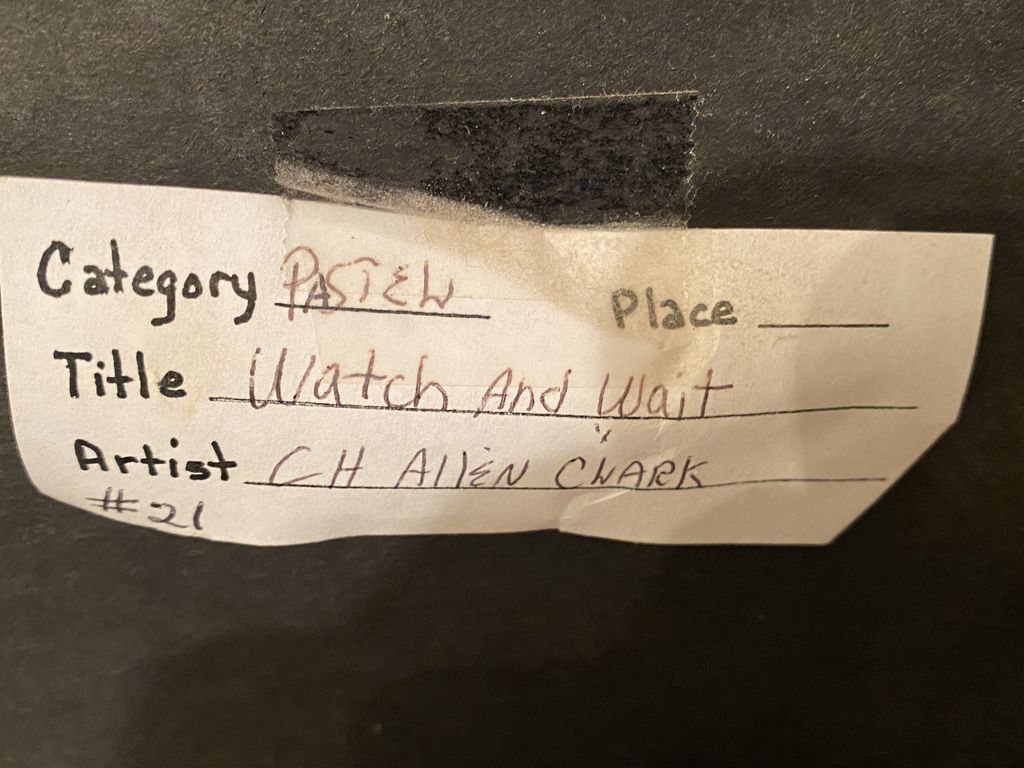 Category PASTEL Place
Title Watch And Wait
Artist CH Allen CLARK
#21